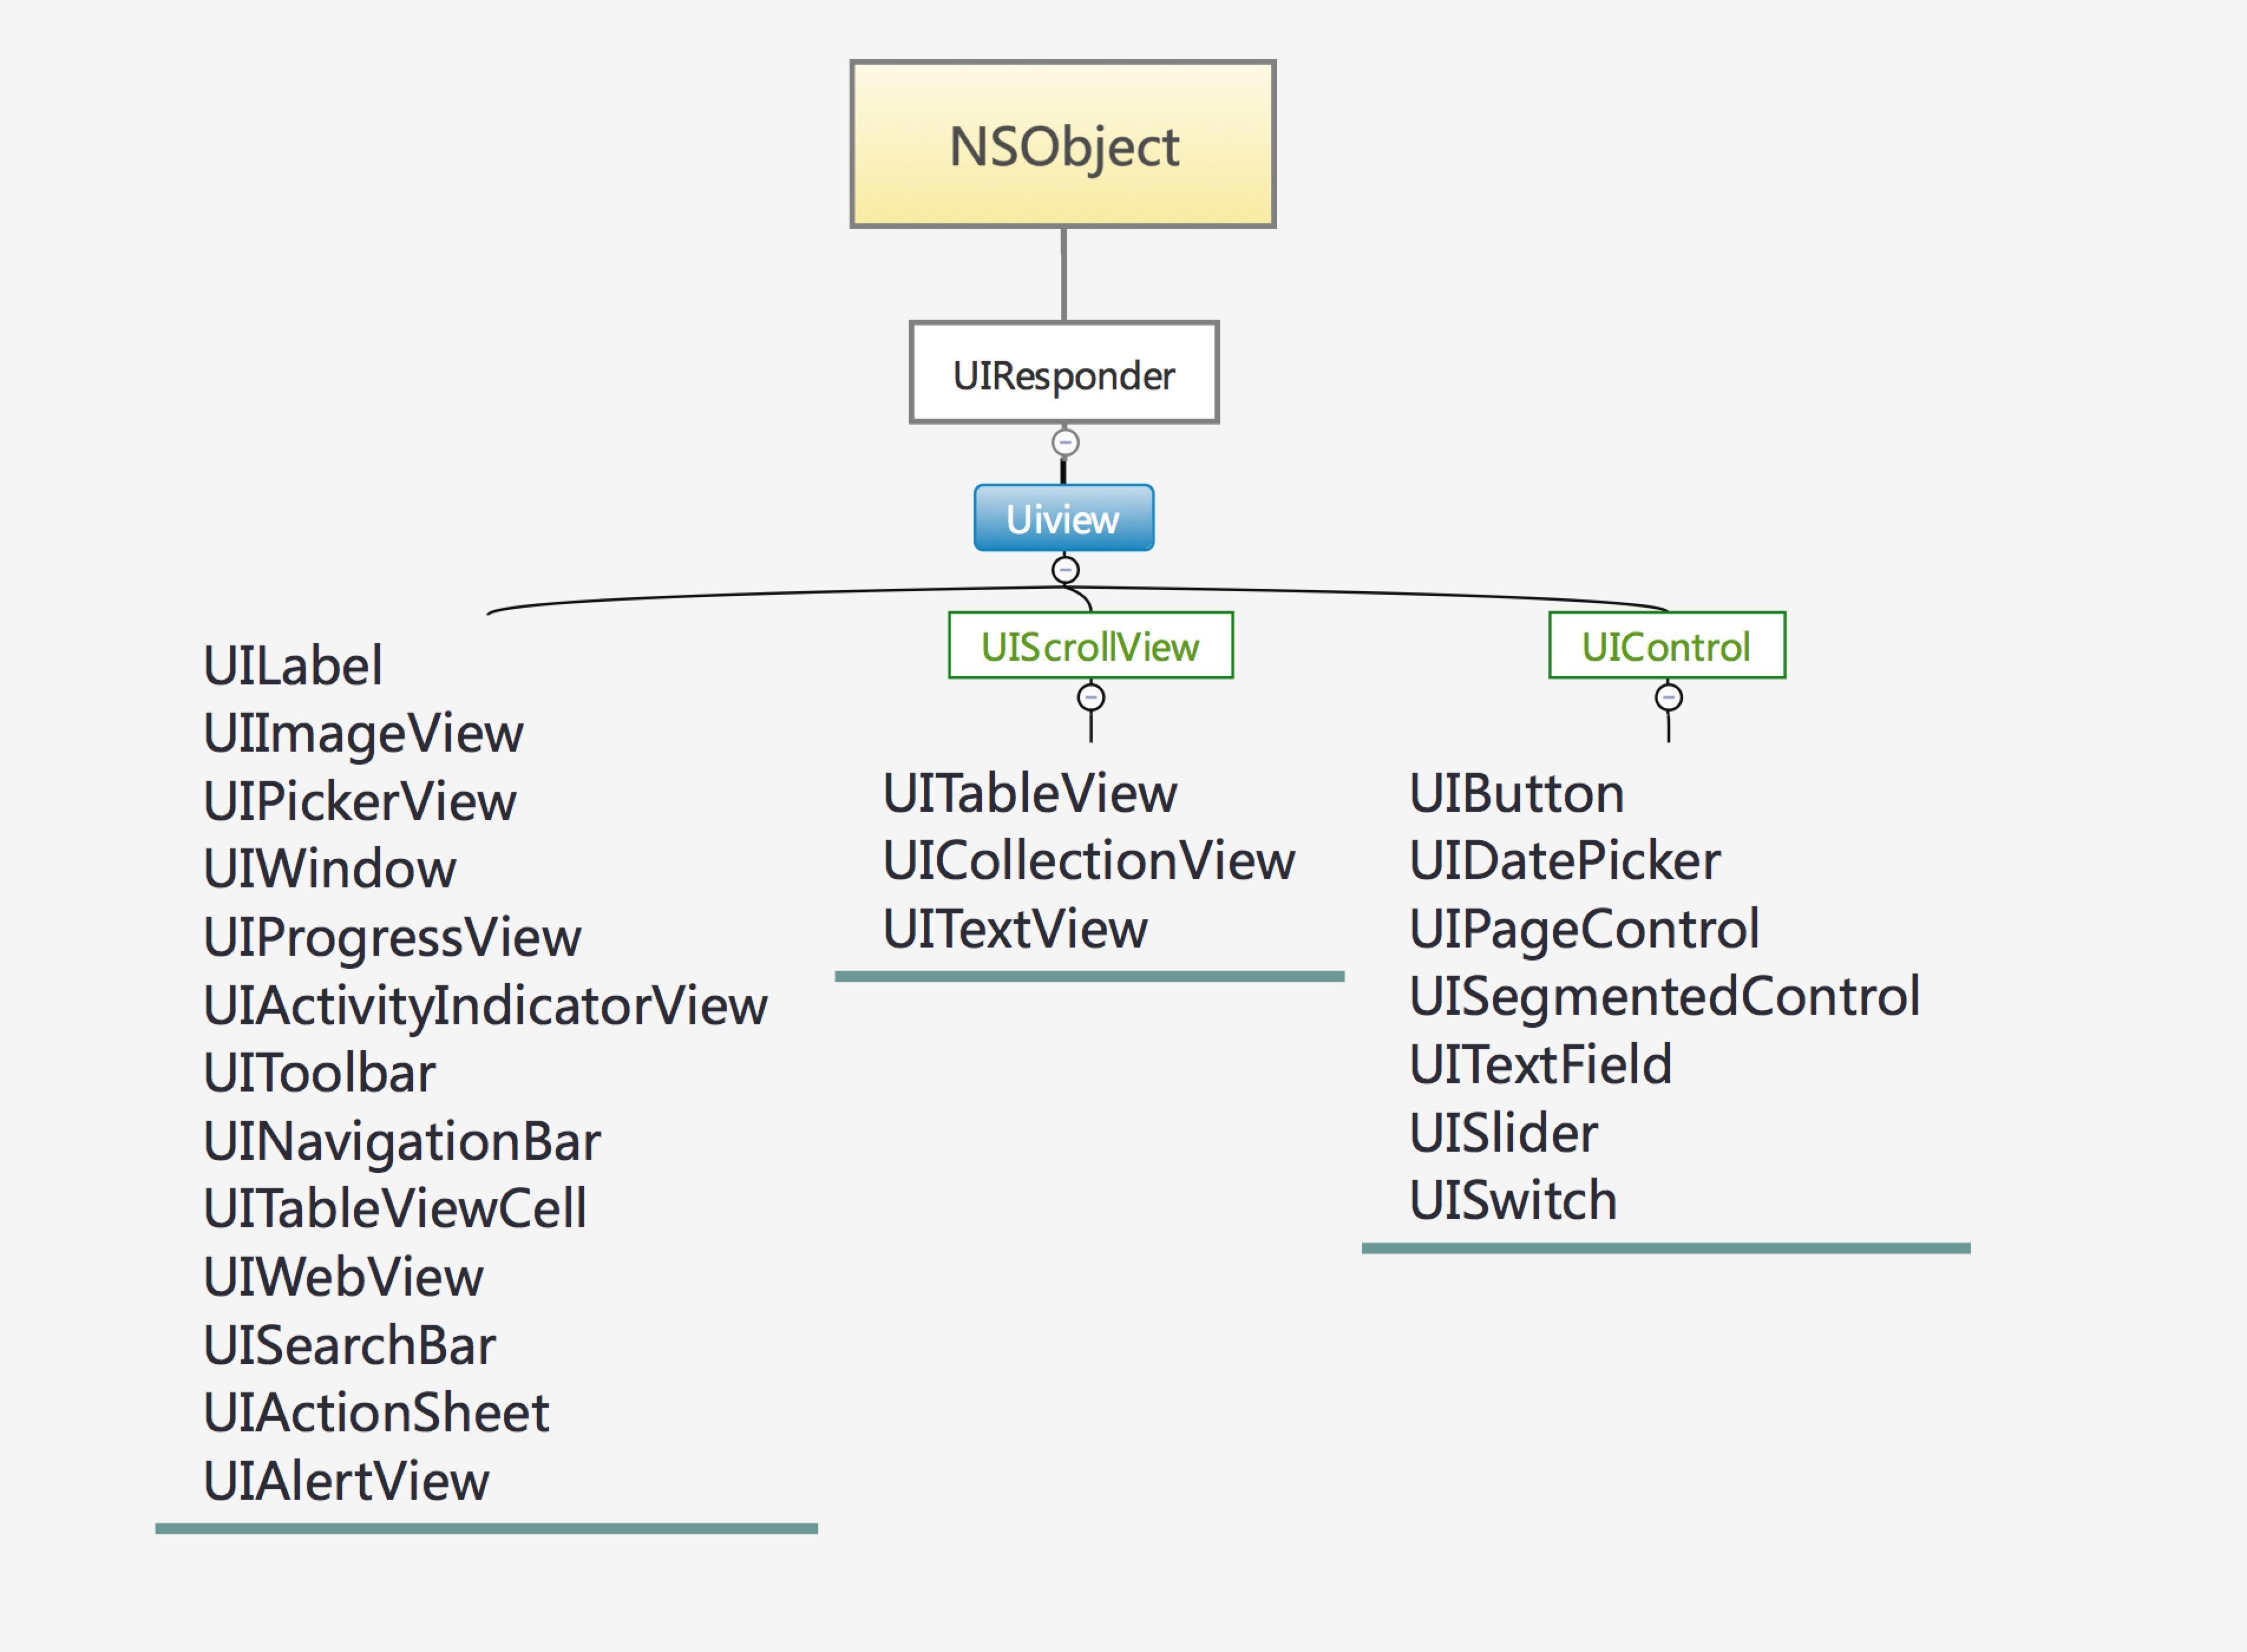 NSObject
UIResponder
Uiview
UILabel
UIImageView
UIPickerView
UIWindow
UIProgressView
UIActivityIndicatorView
UIToolbar
UINavigationBar
UITableViewCell
UIWebView
UISearchBar
UIActionSheet
UIAlertView
UIScrollView
UITableView
UICollectionView
UITextView
UIControl
UIButton
UIDatePicker
UIPageControl
UISegmentedControl
UITextField
UISlider
UISwitch